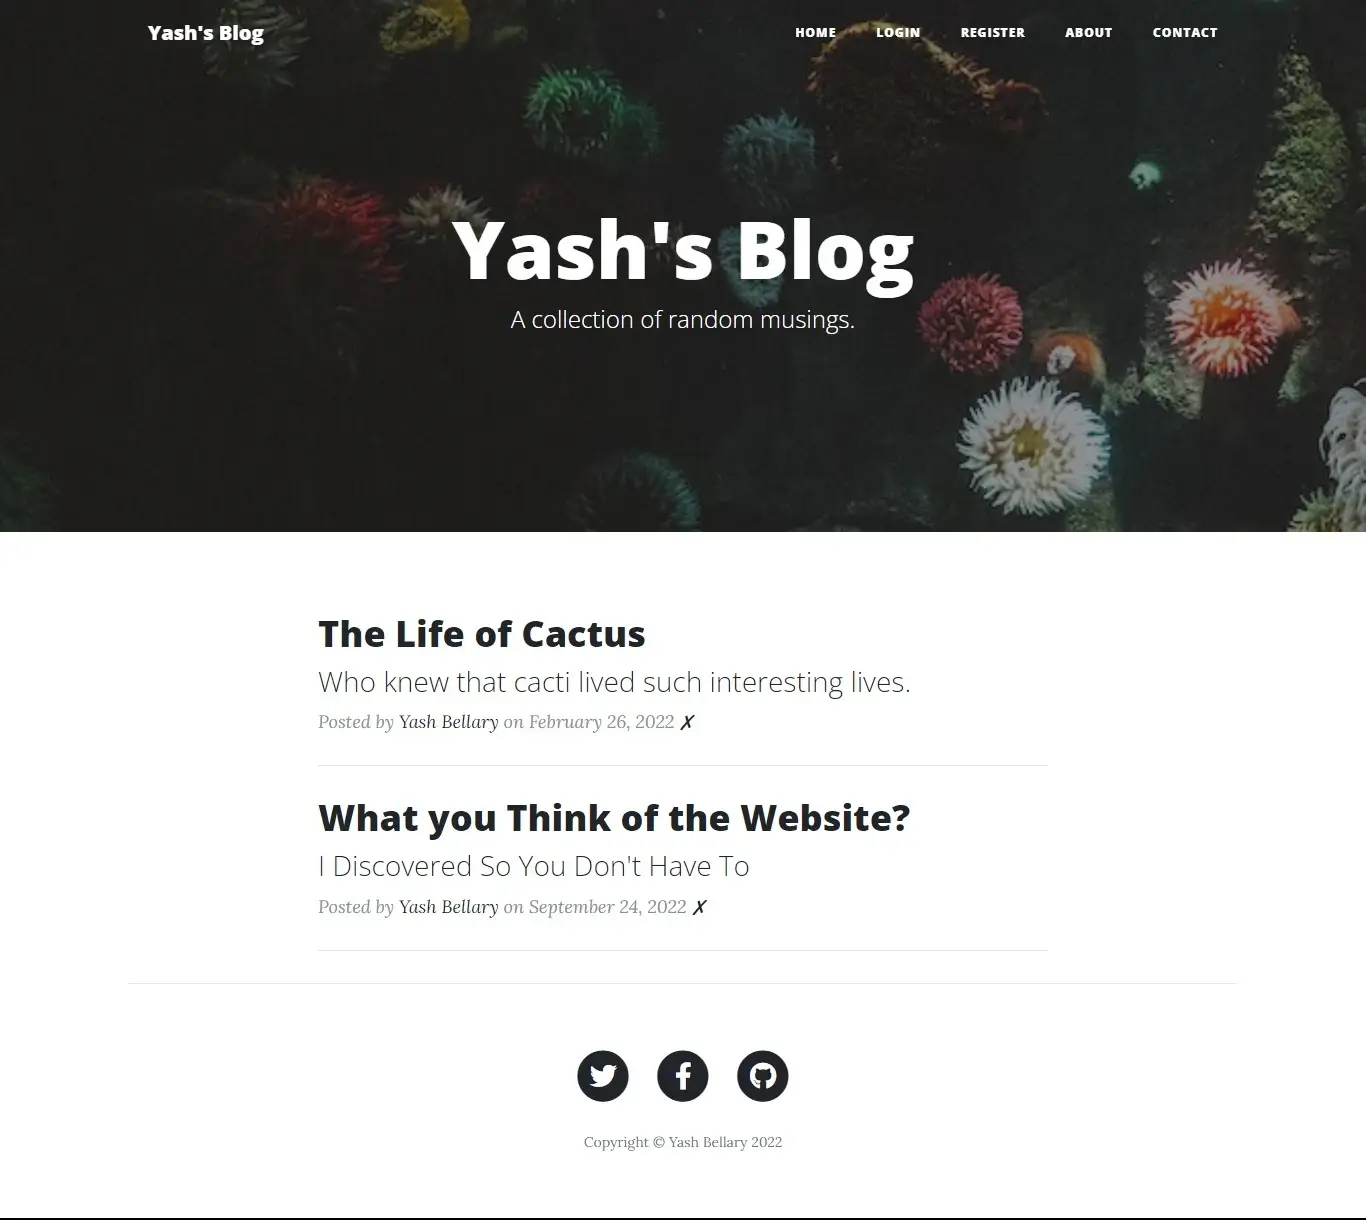 Yash's Blog
HOME LOGIN REGISTER ABOUT CONTACT
Yash's Blog
A collection of random musings.
The Life of Cactus
Who knew that cacti lived such interesting lives.
Posted by Yash Bellary on February 26, 2022 ✗
What you Think of the Website?
I Discovered So You Don't Have To
Posted by Yash Bellary on September 24, 2022 ✗
Copyright © Yash Bellary 2022